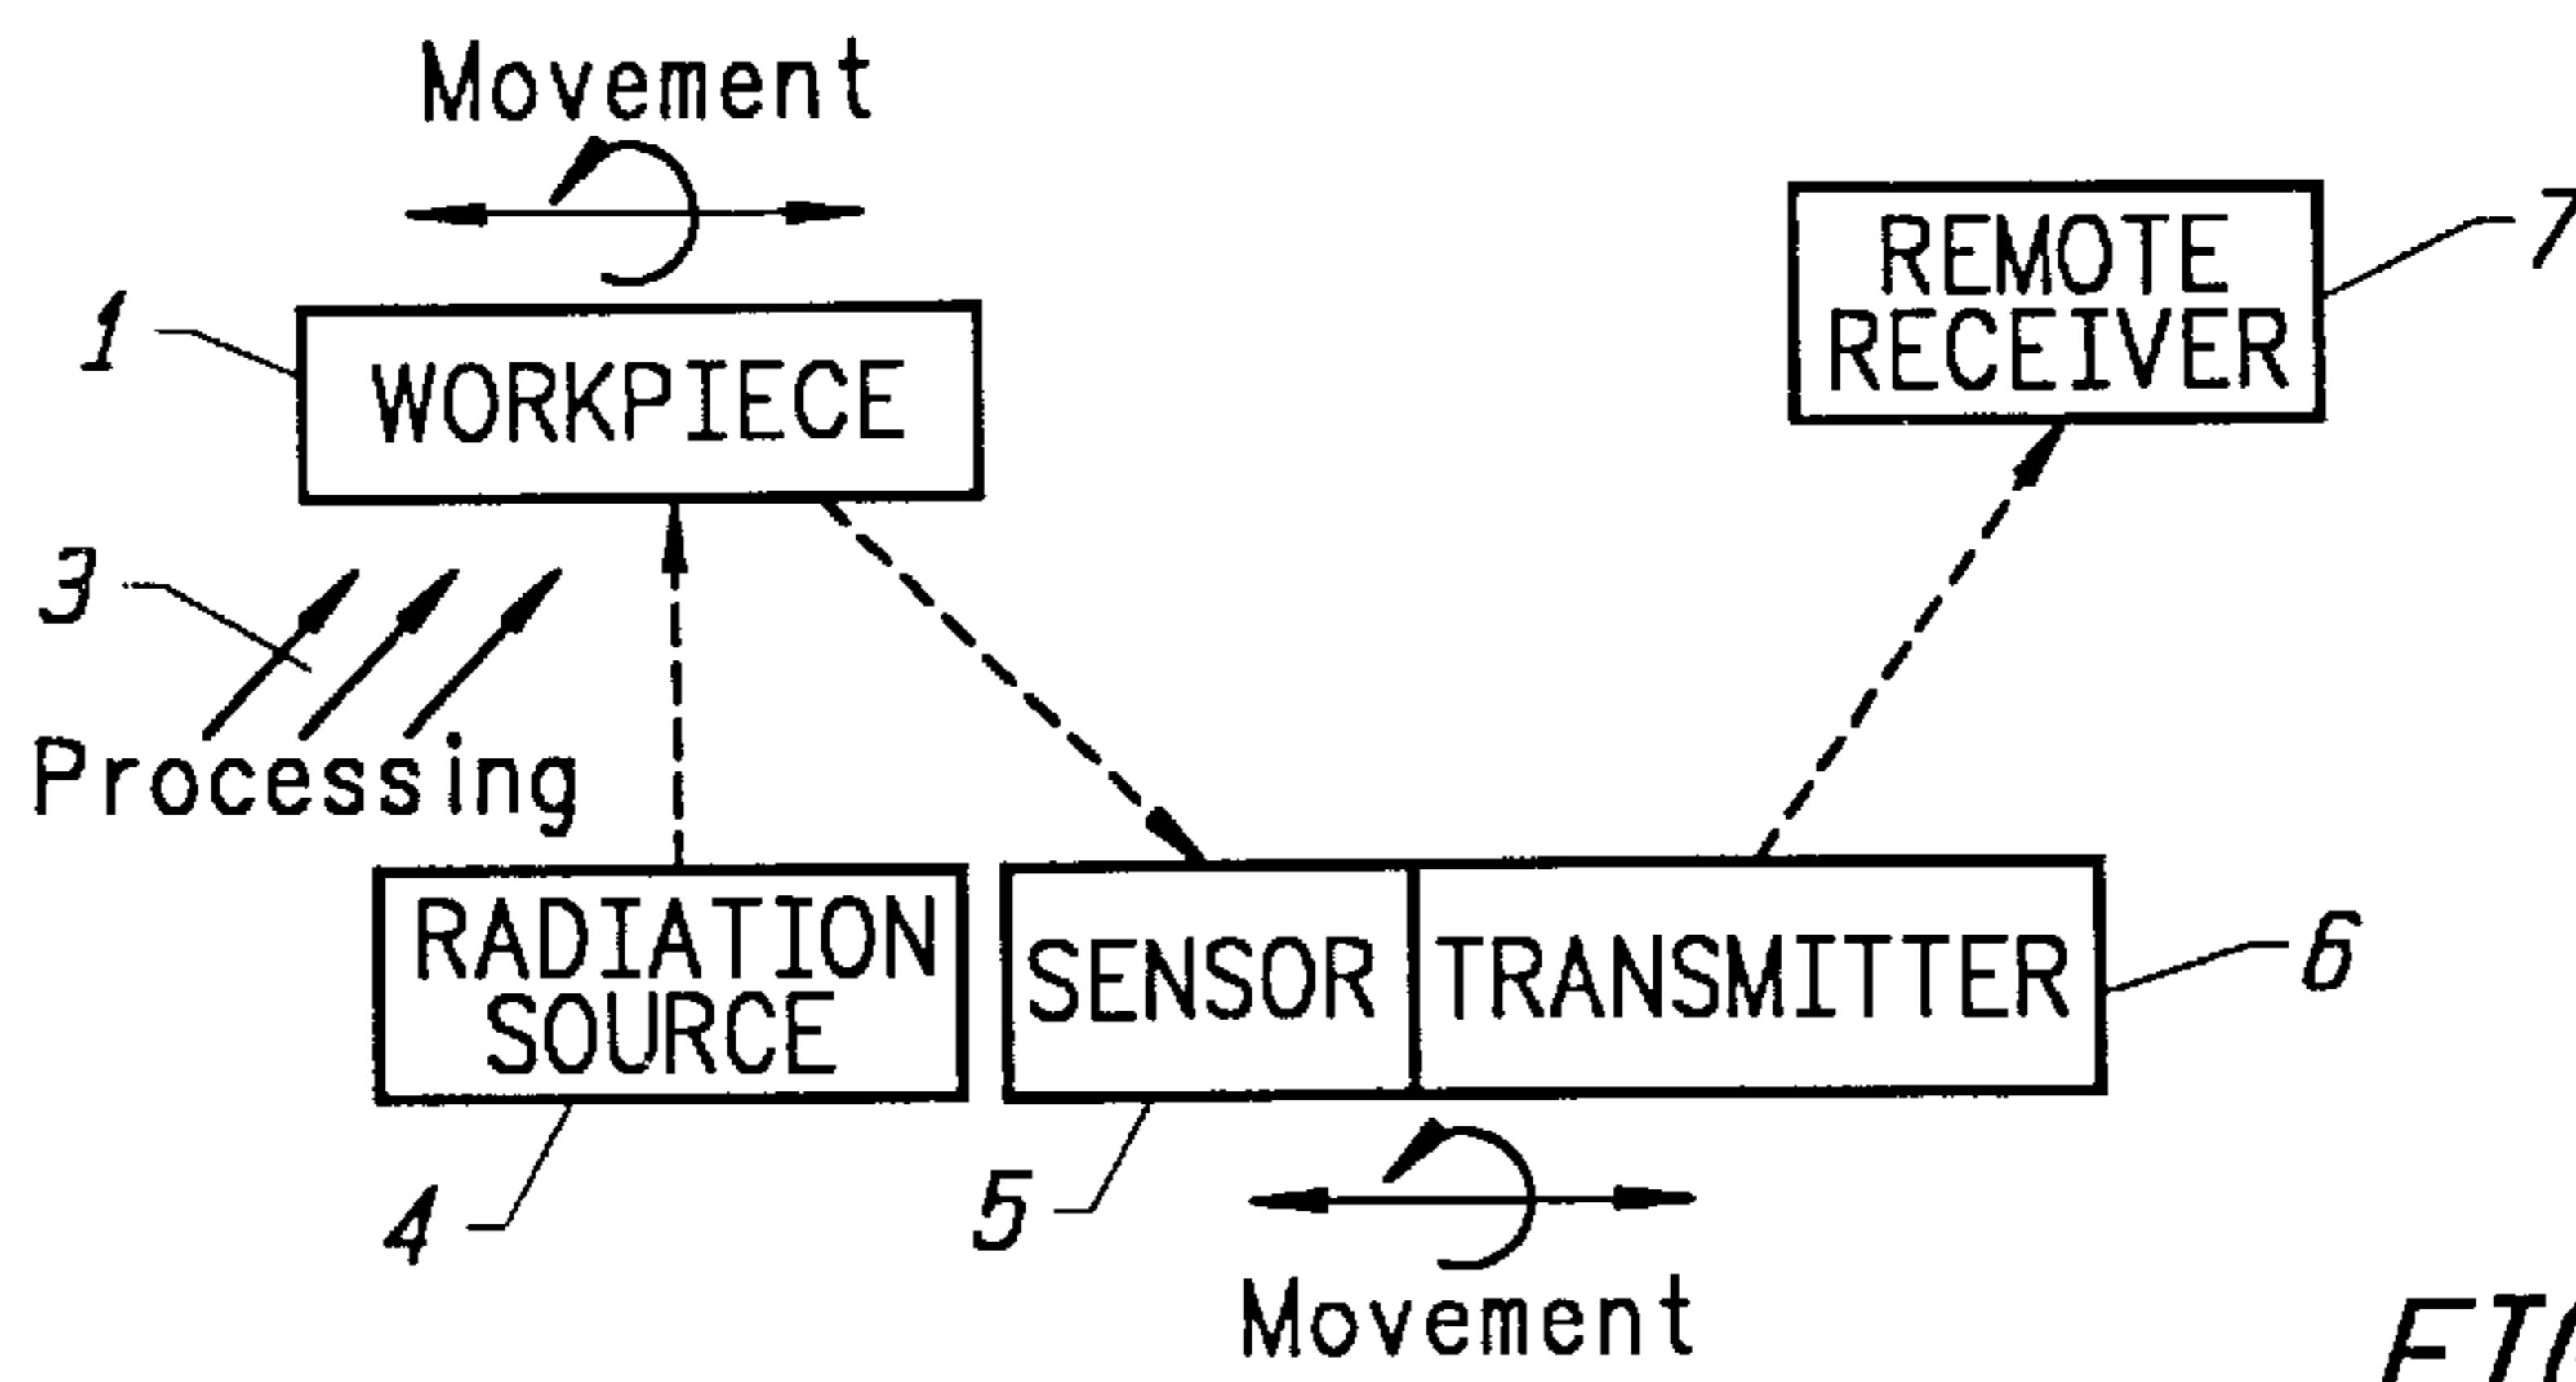 Movement
1
WORKPIECE
REMOTE
RECEIVER
7
3
Processing
RADIATION
SOURCE
SENSOR
TRANSMITTER
6
4
5
Movement